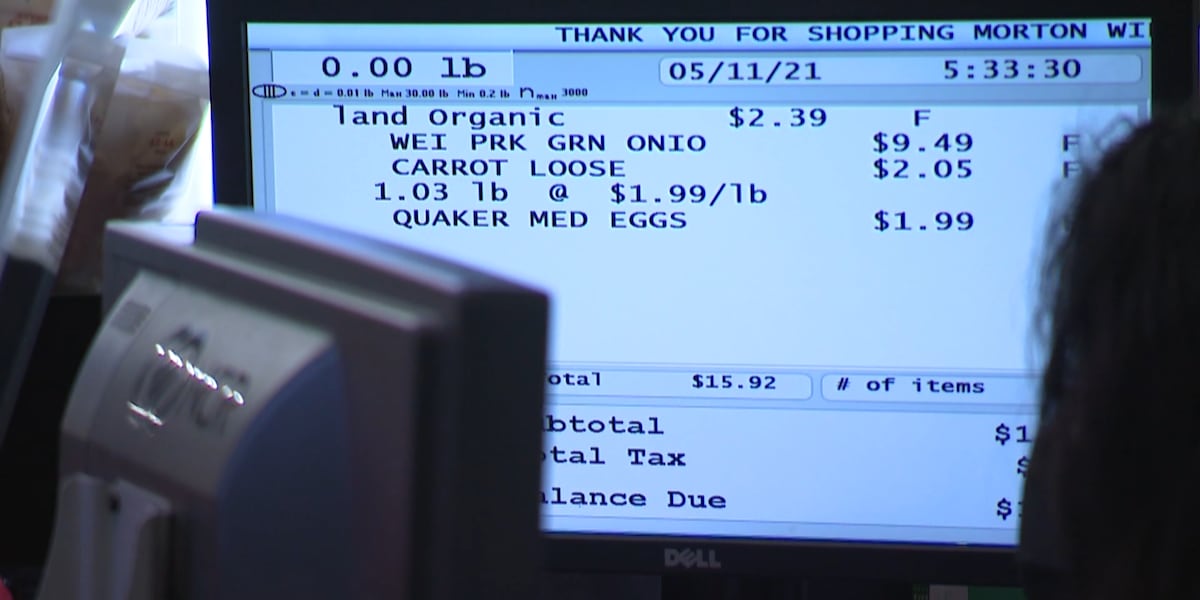 THANK YOU FOR SHOPPING MORTON WI
0.00 lb 05/11/21 5:33:30
e = d = 0.01 lb Max 30.00 lb Min 0.2 lb nmax 3000
land Organic $2.39 F
WEI PRK GRN ONIO $9.49 F
CARROT LOOSE $2.05 F
1.03 lb @ $1.99/lb
QUAKER MED EGGS $1.99
otal $15.92 # of items
btotal $1
tal Tax $
alance Due $
DELL